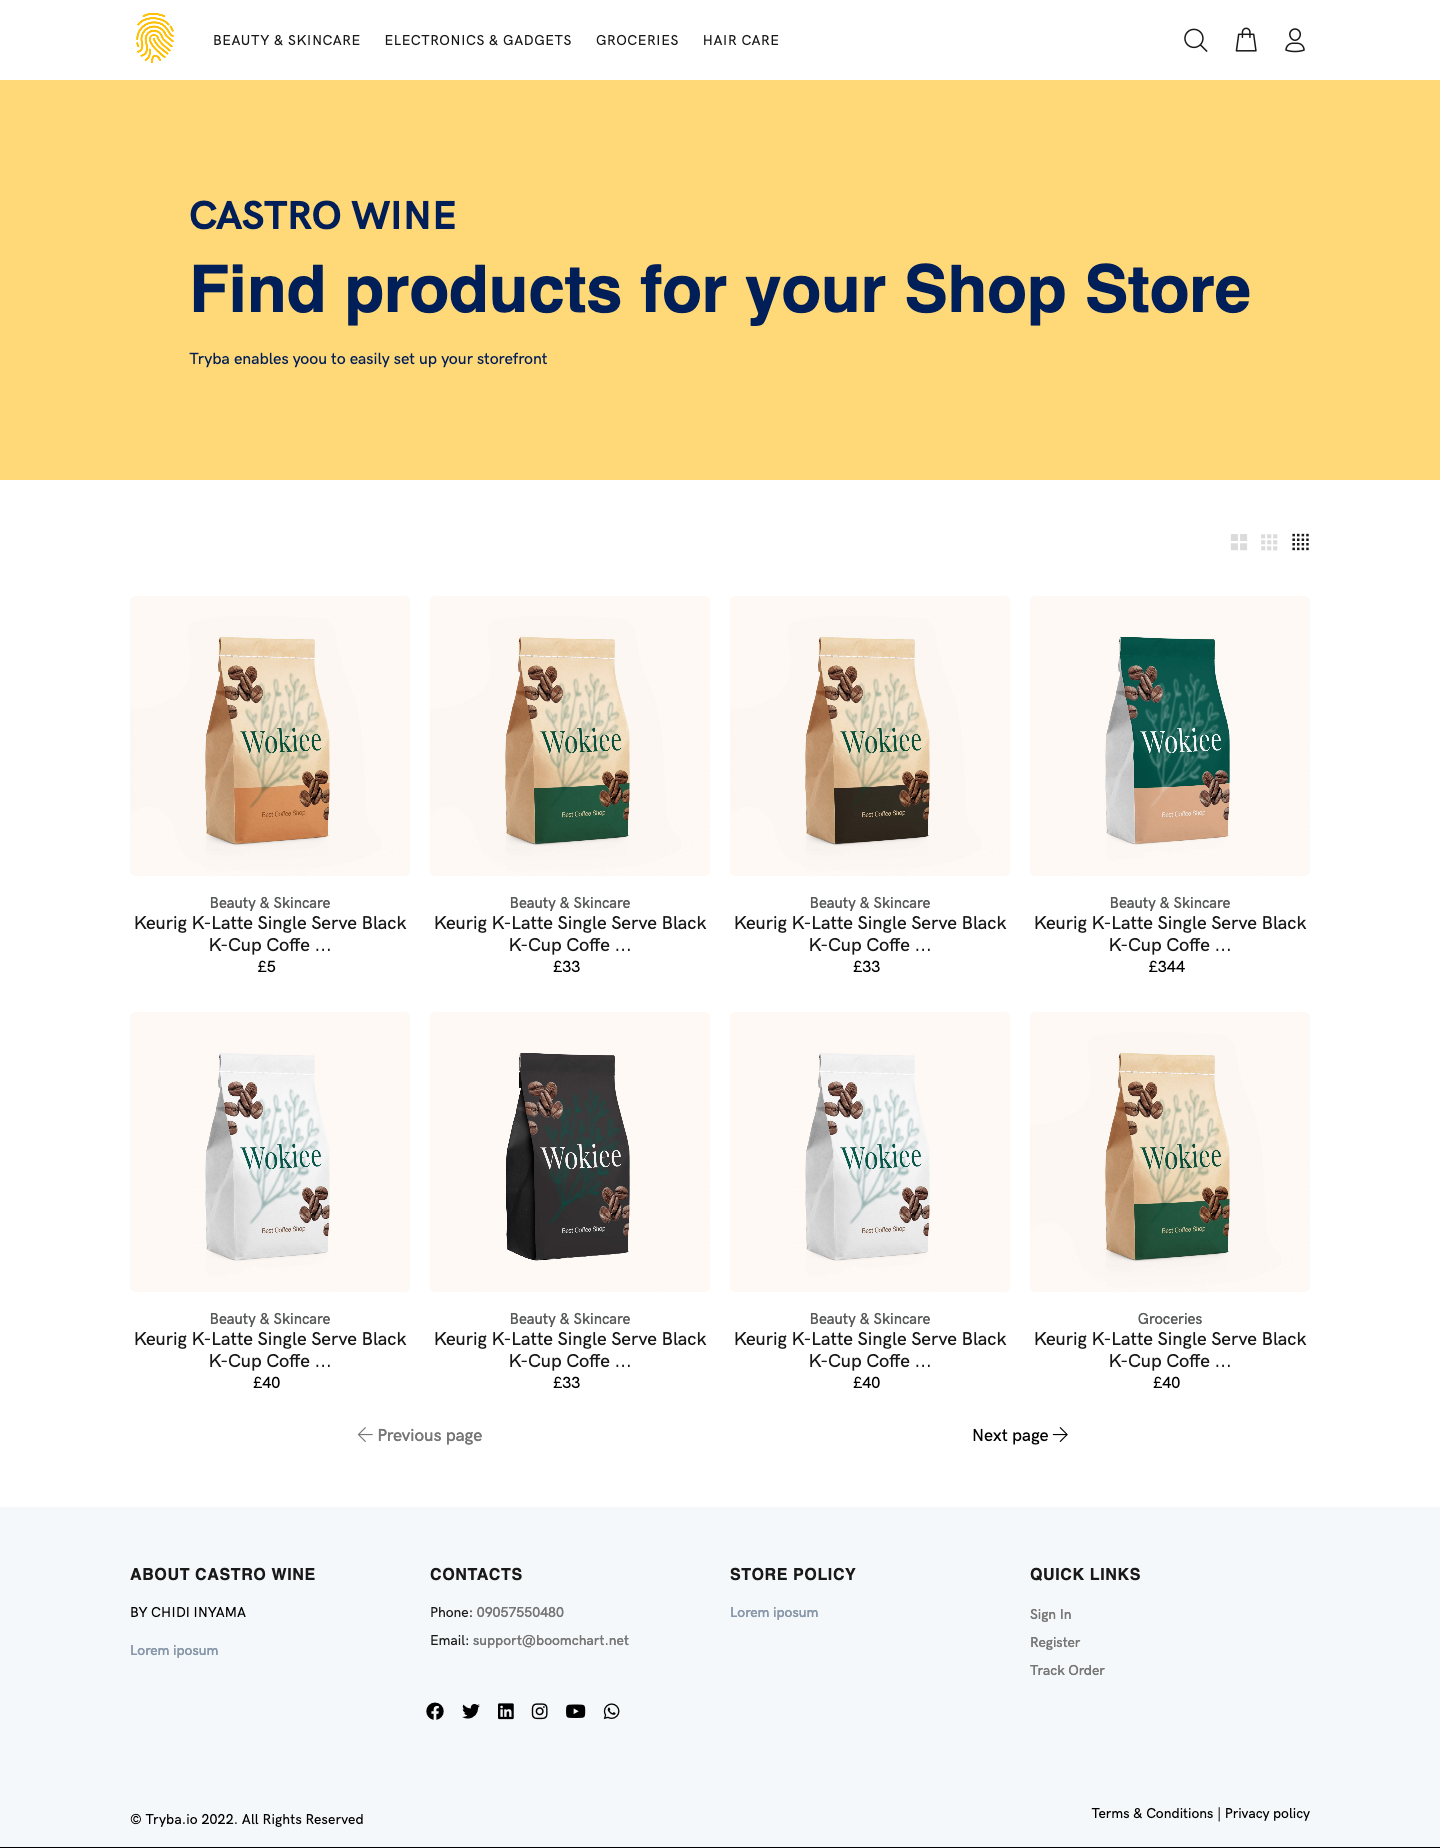 BEAUTY & SKINCARE ELECTRONICS & GADGETS GROCERIES HAIR CARE
CASTRO WINE
Find products for your Shop Store
Tryba enables yoou to easily set up your storefront
Wokiee Wokiee Wokiee Wokiee
Best Coffee Shop Best Coffee Shop Best Coffee Shop Best Coffee Shop
Beauty & Skincare Beauty & Skincare Beauty & Skincare Beauty & Skincare
Keurig K-Latte Single Serve Black Keurig K-Latte Single Serve Black Keurig K-Latte Single Serve Black Keurig K-Latte Single Serve Black
K-Cup Coffe ... K-Cup Coffe ... K-Cup Coffe ... K-Cup Coffe ...
£5 £33 £33 £344
Wokiee Wokiee Wokiee Wokiee
Best Coffee Shop Best Coffee Shop Best Coffee Shop Best Coffee Shop
Beauty & Skincare Beauty & Skincare Beauty & Skincare Groceries
Keurig K-Latte Single Serve Black Keurig K-Latte Single Serve Black Keurig K-Latte Single Serve Black Keurig K-Latte Single Serve Black
K-Cup Coffe ... K-Cup Coffe ... K-Cup Coffe ... K-Cup Coffe ...
£40 £33 £40 £40
← Previous page Next page →
ABOUT CASTRO WINE
BY CHIDI INYAMA
Lorem iposum
CONTACTS
Phone: 09057550480
Email: support@boomchart.net
STORE POLICY
Lorem iposum
QUICK LINKS
Sign In
Register
Track Order
© Tryba.io 2022. All Rights Reserved
Terms & Conditions | Privacy policy